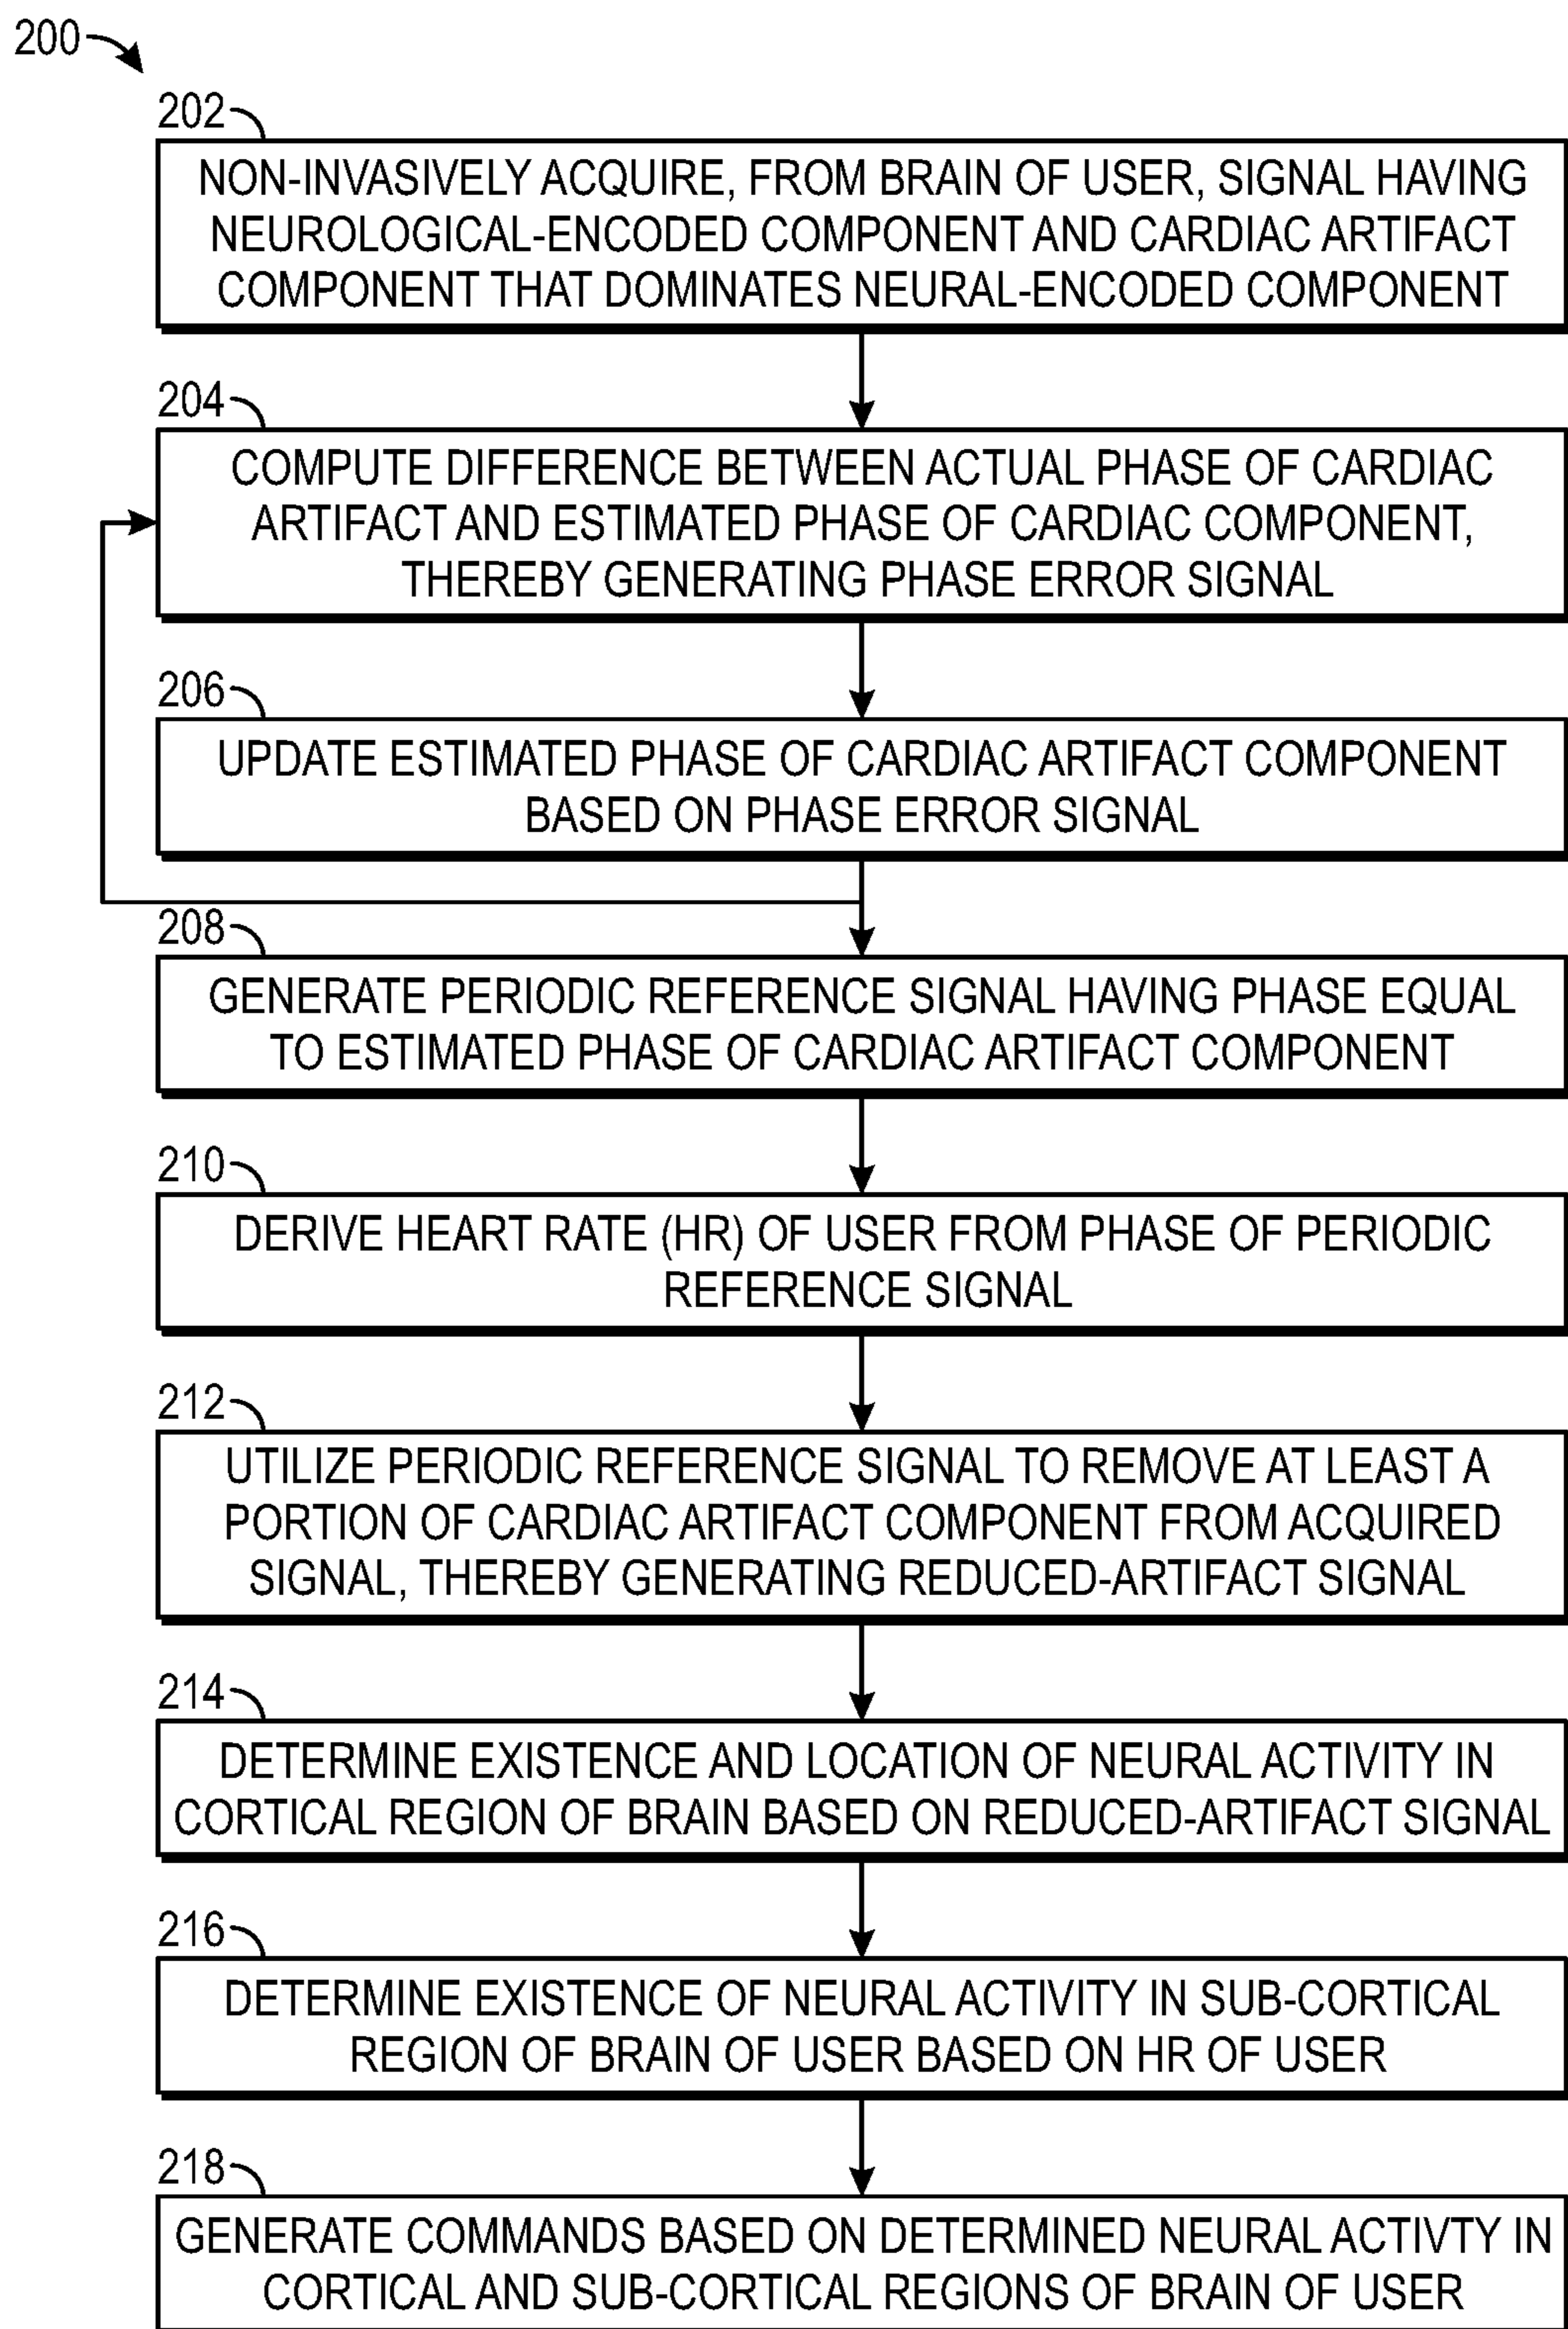 200
202
NON-INVASIVELY ACQUIRE, FROM BRAIN OF USER, SIGNAL HAVING
NEUROLOGICAL-ENCODED COMPONENT AND CARDIAC ARTIFACT
COMPONENT THAT DOMINATES NEURAL-ENCODED COMPONENT
204
COMPUTE DIFFERENCE BETWEEN ACTUAL PHASE OF CARDIAC
ARTIFACT AND ESTIMATED PHASE OF CARDIAC COMPONENT,
THEREBY GENERATING PHASE ERROR SIGNAL
206
UPDATE ESTIMATED PHASE OF CARDIAC ARTIFACT COMPONENT
BASED ON PHASE ERROR SIGNAL
208
GENERATE PERIODIC REFERENCE SIGNAL HAVING PHASE EQUAL
TO ESTIMATED PHASE OF CARDIAC ARTIFACT COMPONENT
210
DERIVE HEART RATE (HR) OF USER FROM PHASE OF PERIODIC
REFERENCE SIGNAL
212
UTILIZE PERIODIC REFERENCE SIGNAL TO REMOVE AT LEAST A
PORTION OF CARDIAC ARTIFACT COMPONENT FROM ACQUIRED
SIGNAL, THEREBY GENERATING REDUCED-ARTIFACT SIGNAL
214
DETERMINE EXISTENCE AND LOCATION OF NEURAL ACTIVITY IN
CORTICAL REGION OF BRAIN BASED ON REDUCED-ARTIFACT SIGNAL
216
DETERMINE EXISTENCE OF NEURAL ACTIVITY IN SUB-CORTICAL
REGION OF BRAIN OF USER BASED ON HR OF USER
218
GENERATE COMMANDS BASED ON DETERMINED NEURAL ACTIVTY IN
CORTICAL AND SUB-CORTICAL REGIONS OF BRAIN OF USER